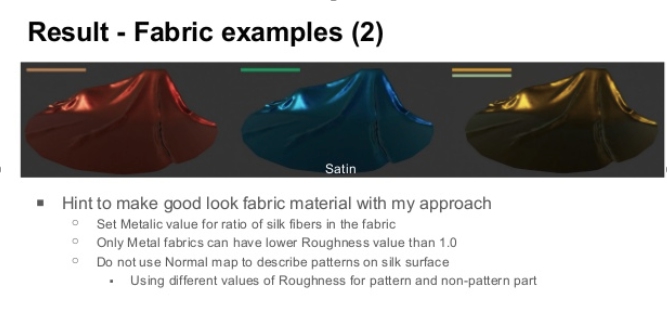 Result - Fabric examples (2)
Satin
■ Hint to make good look fabric material with my approach
○ Set Metalic value for ratio of silk fibers in the fabric
○ Only Metal fabrics can have lower Roughness value than 1.0
○ Do not use Normal map to describe patterns on silk surface
▪ Using different values of Roughness for pattern and non-pattern part